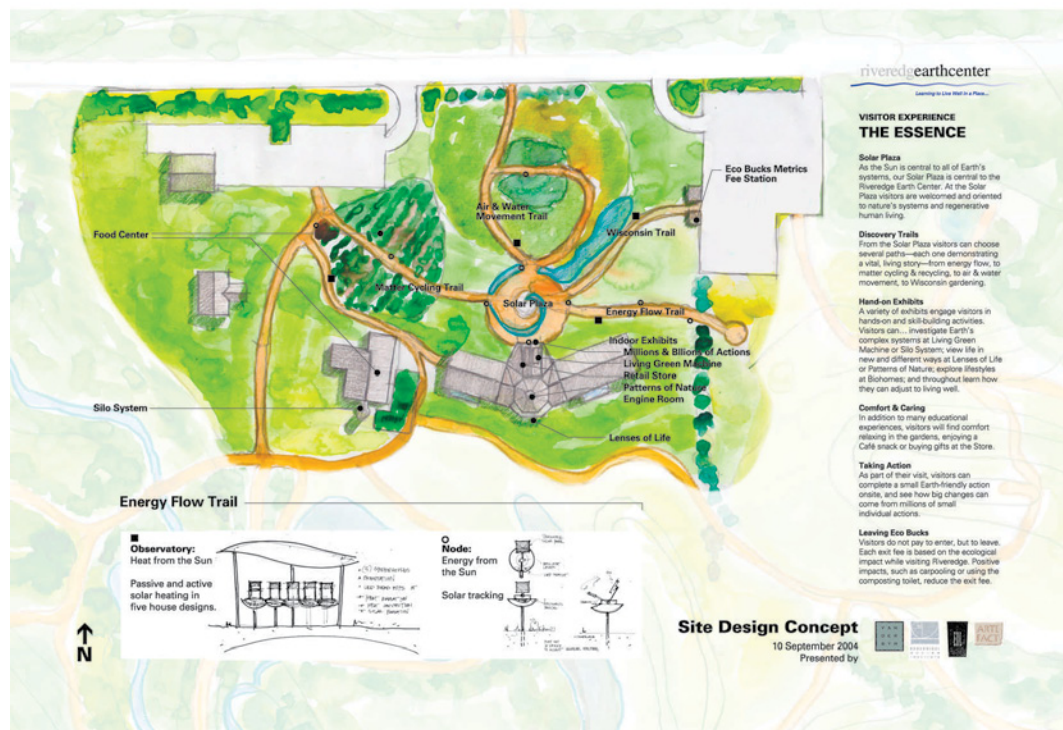 riveredgearthcenter
Learning to Live Well in a Place...
VISITOR EXPERIENCE
THE ESSENCE
Solar Plaza
As the Sun is central to all of Earth's
systems, our Solar Plaza is central to the
Riveredge Earth Center. At the Solar
Plaza visitors are welcomed and oriented
to nature's systems and regenerative
human living.
Discovery Trails
From the Solar Plaza visitors can choose
several paths—each one demonstrating
a vital, living story—from energy flow, to
matter cycling & recycling, to air & water
movement, to Wisconsin gardening.
Hand-on Exhibits
A variety of exhibits engage visitors in
hands-on and skill-building activities.
Visitors can... investigate Earth's
complex systems at Living Green
Machine or Silo System; view life in
new and different ways at Lenses of Life
or Patterns of Nature; explore lifestyles
at Biohomes; and throughout learn how
they can adjust to living well.
Comfort & Caring
In addition to many educational
experiences, visitors will find comfort
relaxing in the gardens, enjoying a
Café snack or buying gifts at the Store.
Taking Action
As part of their visit, visitors can
complete a small Earth-friendly action
onsite, and see how big changes can
come from millions of small
individual actions.
Leaving Eco Bucks
Visitors do not pay to enter, but to leave.
Each exit fee is based on the ecological
impact while visiting Riveredge. Positive
impacts, such as carpooling or using the
composting toilet, reduce the exit fee.
Eco Bucks Metrics
Fee Station
Air & Water
Movement Trail
Wisconsin Trail
Food Center
Matter Cycling Trail
Solar Plaza
Energy Flow Trail
Indoor Exhibits
Millions & Billions of Actions
Living Green Machine
Retail Store
Patterns of Nature
Engine Room
Silo System
Lenses of Life
Energy Flow Trail
Observatory:
Heat from the Sun
Passive and active
solar heating in
five house designs.
Node:
Energy from
the Sun
Solar tracking
N
Site Design Concept
10 September 2004
Presented by